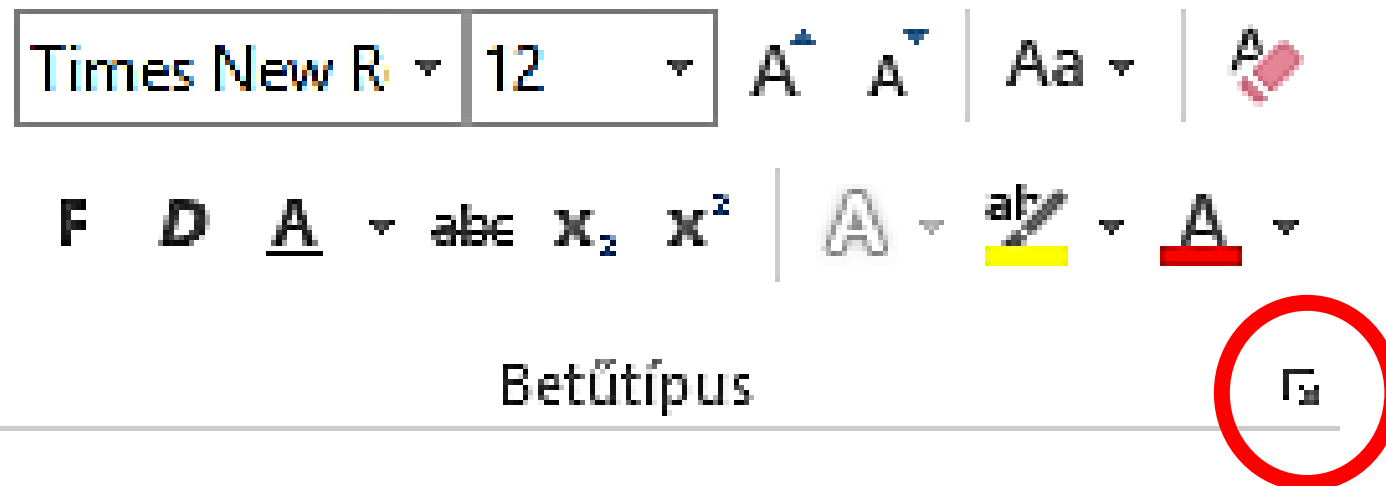 Times New R 12 A A Aa A
F D A abc x₂ x² A ab A
Betűtípus